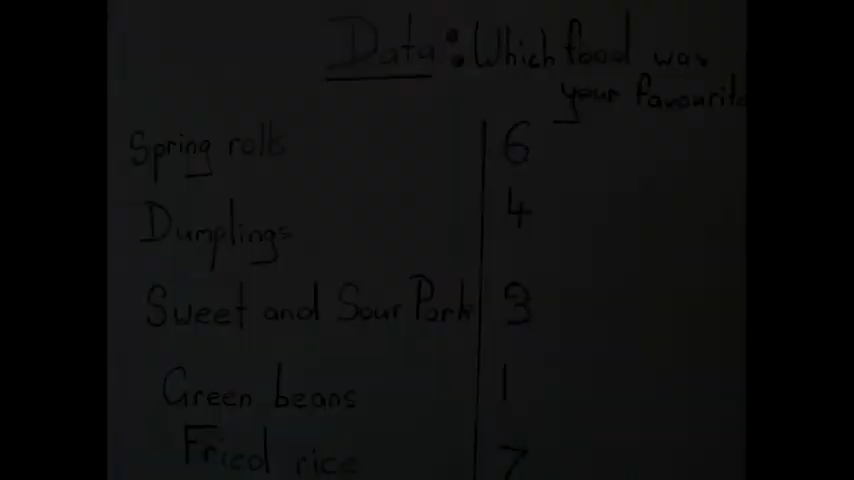 Data: Which food was
your favourite
Spring rolls 6
Dumplings 4
Sweet and Sour Pork 3
Green beans 1
Fried rice 7